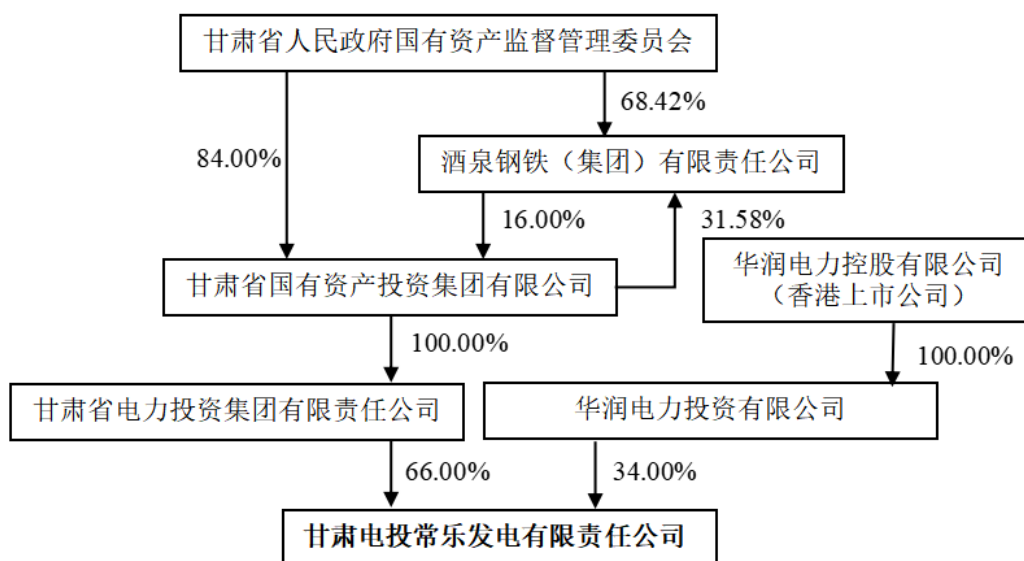 甘肃省人民政府国有资产监督管理委员会
68.42%
84.00%
酒泉钢铁（集团）有限责任公司
16.00%
31.58%
华润电力控股有限公司
（香港上市公司）
甘肃省国有资产投资集团有限公司
100.00%
100.00%
甘肃省电力投资集团有限责任公司
华润电力投资有限公司
66.00%
34.00%
甘肃电投常乐发电有限责任公司